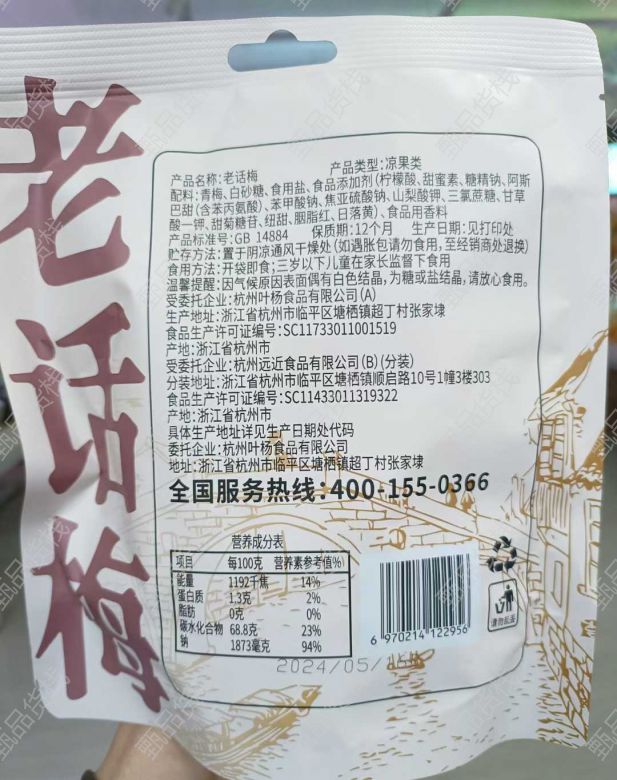 老话梅
产品名称:老话梅 产品类型:凉果类
配料:青梅、白砂糖、食用盐、食品添加剂(柠檬酸、甜蜜素、糖精钠、阿斯
巴甜(含苯丙氨酸)、苯甲酸钠、焦亚硫酸钠、山梨酸钾、三氯蔗糖、甘草
酸一钾、甜菊糖苷、纽甜、胭脂红、日落黄)、食品用香料
产品标准号:GB 14884 保质期:12个月 生产日期:见打印处
贮存方法:置于阴凉通风干燥处(如遇胀包请勿食用,至经销商处退换)
食用方法:开袋即食;三岁以下儿童在家长监督下食用
温馨提醒:因气候原因表面偶有白色结晶,为糖或盐结晶,请放心食用。
受委托企业:杭州叶杨食品有限公司(A)
生产地址:浙江省杭州市临平区塘栖镇超丁村张家埭
食品生产许可证编号:SC11733011001519
产地:浙江省杭州市
受委托企业:杭州远近食品有限公司(B)(分装)
分装地址:浙江省杭州市临平区塘栖镇顺启路10号1幢3楼303
食品生产许可证编号:SC11433011319322
产地:浙江省杭州市
具体生产地址详见生产日期处代码
委托企业:杭州叶杨食品有限公司
地址:浙江省杭州市临平区塘栖镇超丁村张家埭
全国服务热线:400-155-0366
营养成分表
项目 每100克 营养素参考值%
能量 1192千焦 14%
蛋白质 1.3克 2%
脂肪 0克 0%
碳水化合物 68.8克 23%
钠 1873毫克 94%
6 970214 122956
请勿乱丢
2024/05/
甄品货栈